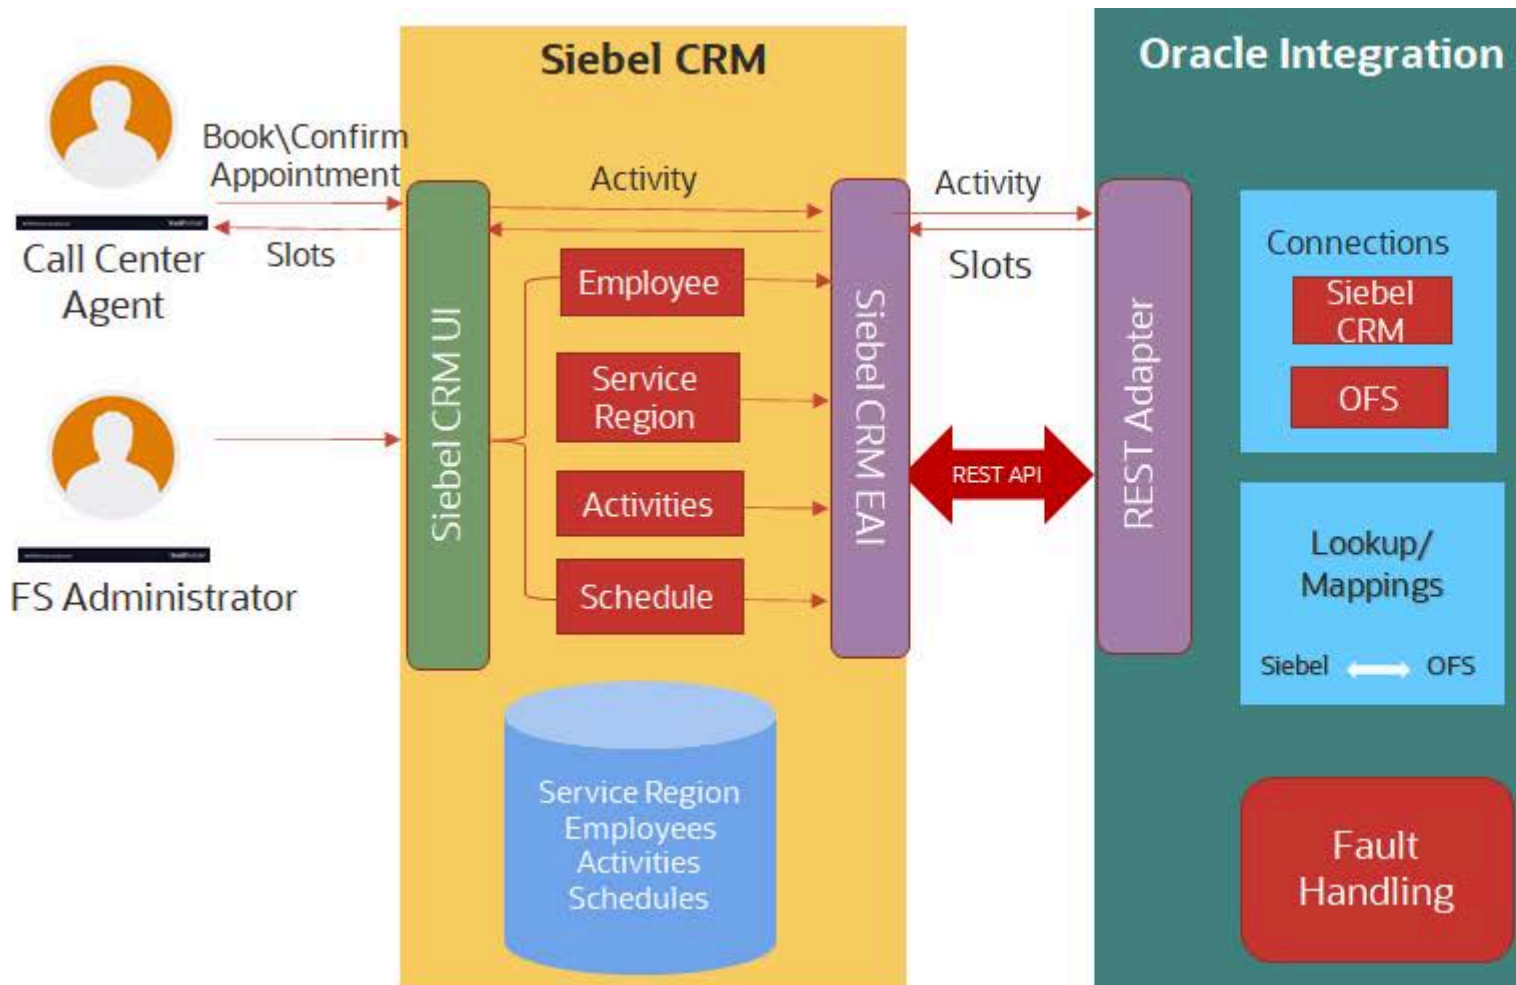 Siebel CRM
Oracle Integration
Book\Confirm
Appointment
Activity
Activity
Slots
Slots
Call Center
Agent
FS Administrator
Siebel CRM UI
Employee
Service
Region
Activities
Schedule
Siebel CRM EAI
REST API
REST Adapter
Connections
Siebel
CRM
OFS
Lookup/
Mappings
Siebel
OFS
Service Region
Employees
Activities
Schedules
Fault
Handling